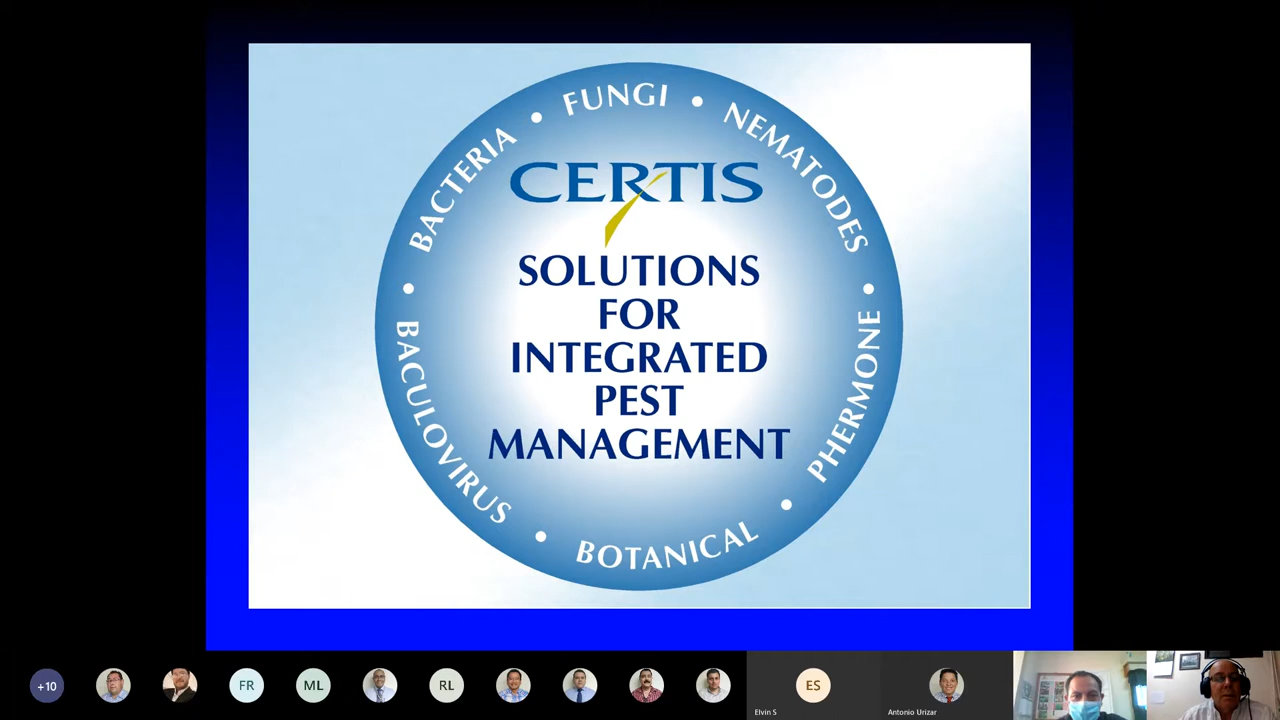 FUNGI • NEMATODES • PHERMONE • BOTANICAL • BACULOVIRUS • BACTERIA •
CERTIS
SOLUTIONS
FOR
INTEGRATED
PEST
MANAGEMENT
+10
FR
ML
RL
ES
Elvin S
Antonio Urizar